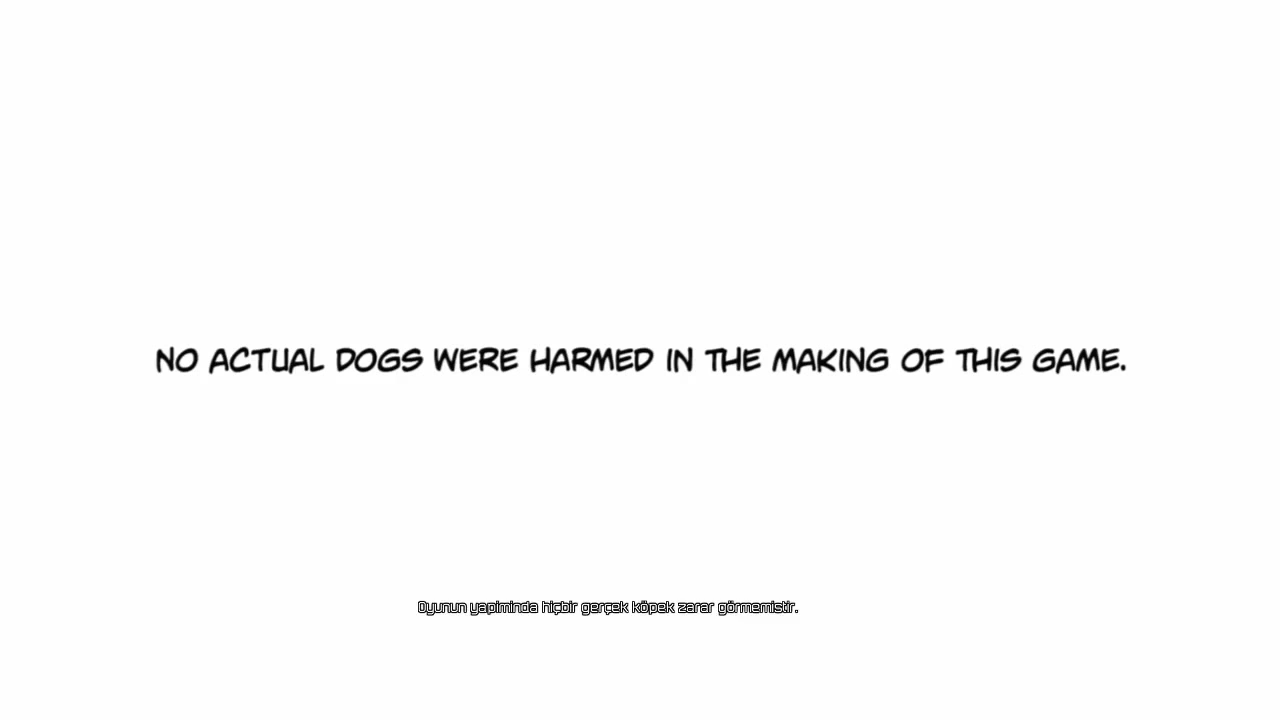 NO ACTUAL DOGS WERE HARMED IN THE MAKING OF THIS GAME.
Oyunun yapiminda hiçbir gerçek köpek zarar görmemistir.